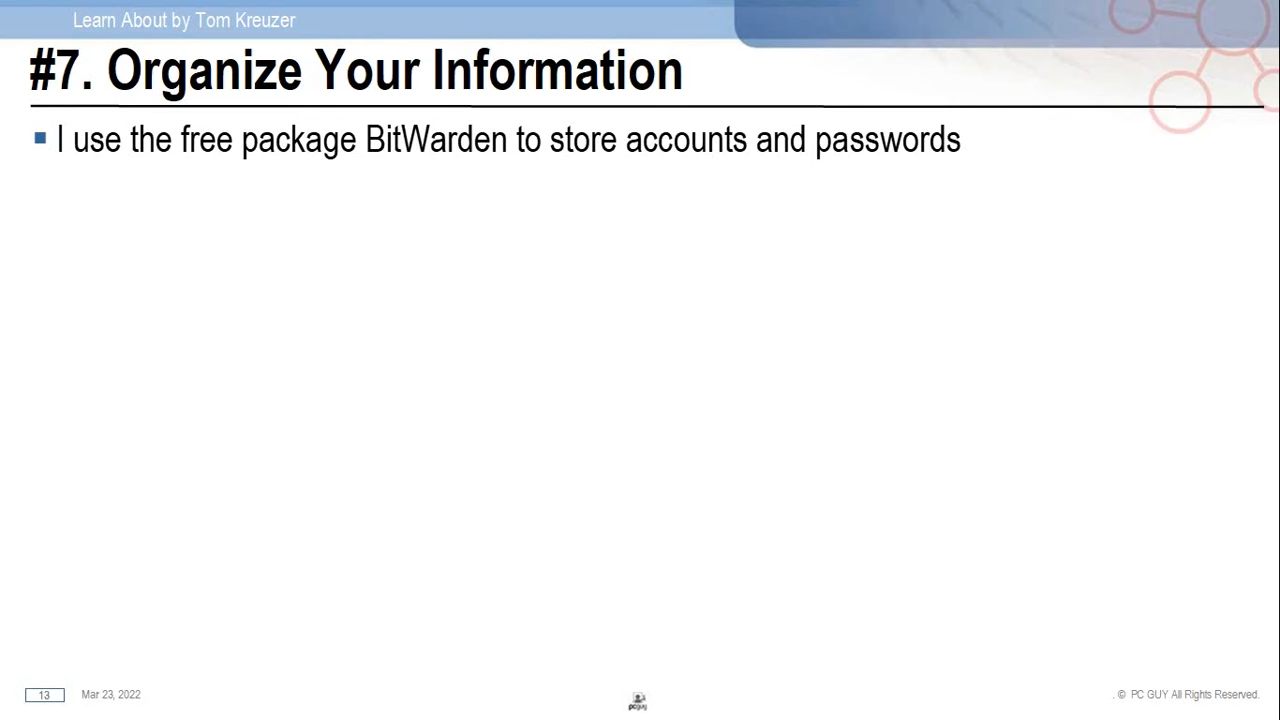 Learn About by Tom Kreuzer
#7. Organize Your Information
I use the free package BitWarden to store accounts and passwords
13
Mar 23, 2022
pcguy
. © PC GUY All Rights Reserved.